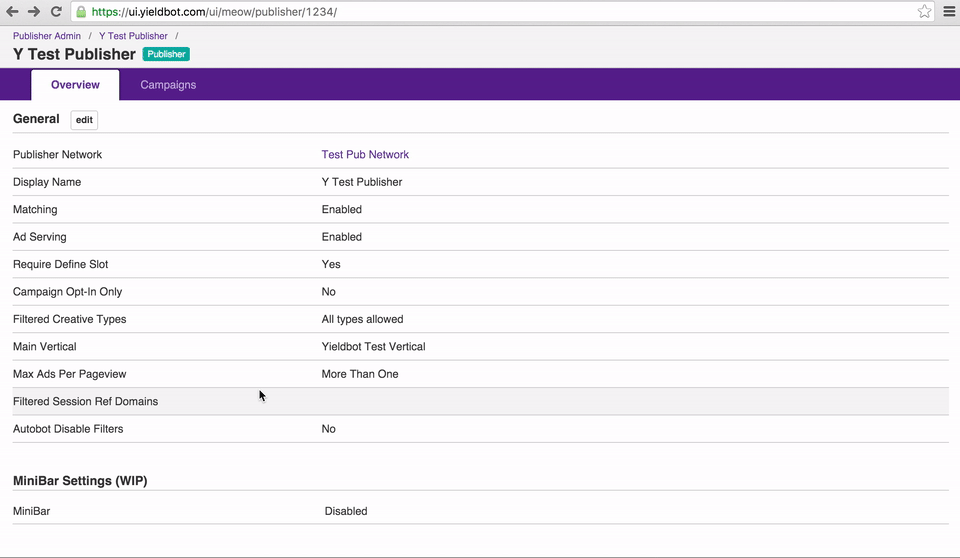 https://ui.yieldbot.com/ui/meow/publisher/1234/
Publisher Admin / Y Test Publisher /
Y Test Publisher Publisher
Overview Campaigns
General edit
Publisher Network Test Pub Network
Display Name Y Test Publisher
Matching Enabled
Ad Serving Enabled
Require Define Slot Yes
Campaign Opt-In Only No
Filtered Creative Types All types allowed
Main Vertical Yieldbot Test Vertical
Max Ads Per Pageview More Than One
Filtered Session Ref Domains
Autobot Disable Filters No
MiniBar Settings (WIP)
MiniBar Disabled